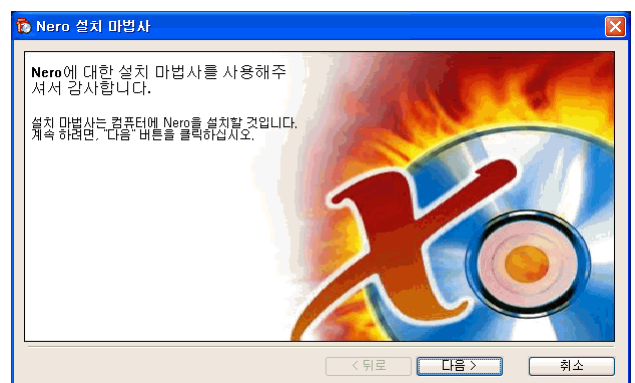 Nero 설치 마법사
Nero에 대한 설치 마법사를 사용해주
셔서 감사합니다.
설치 마법사는 컴퓨터에 Nero을 설치할 것입니다.
계속 하려면, "다음" 버튼을 클릭하십시오.
< 뒤로
다음 >
취소